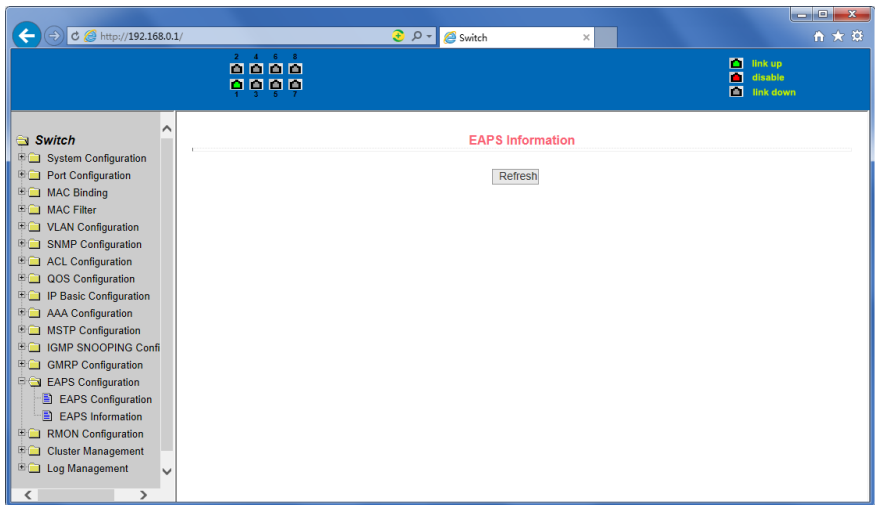 http://192.168.0.1/
Switch
2 4 6 8
1 3 5 7
link up
disable
link down
Switch
System Configuration
Port Configuration
MAC Binding
MAC Filter
VLAN Configuration
SNMP Configuration
ACL Configuration
QOS Configuration
IP Basic Configuration
AAA Configuration
MSTP Configuration
IGMP SNOOPING Confi
GMRP Configuration
EAPS Configuration
EAPS Configuration
EAPS Information
RMON Configuration
Cluster Management
Log Management
EAPS Information
Refresh